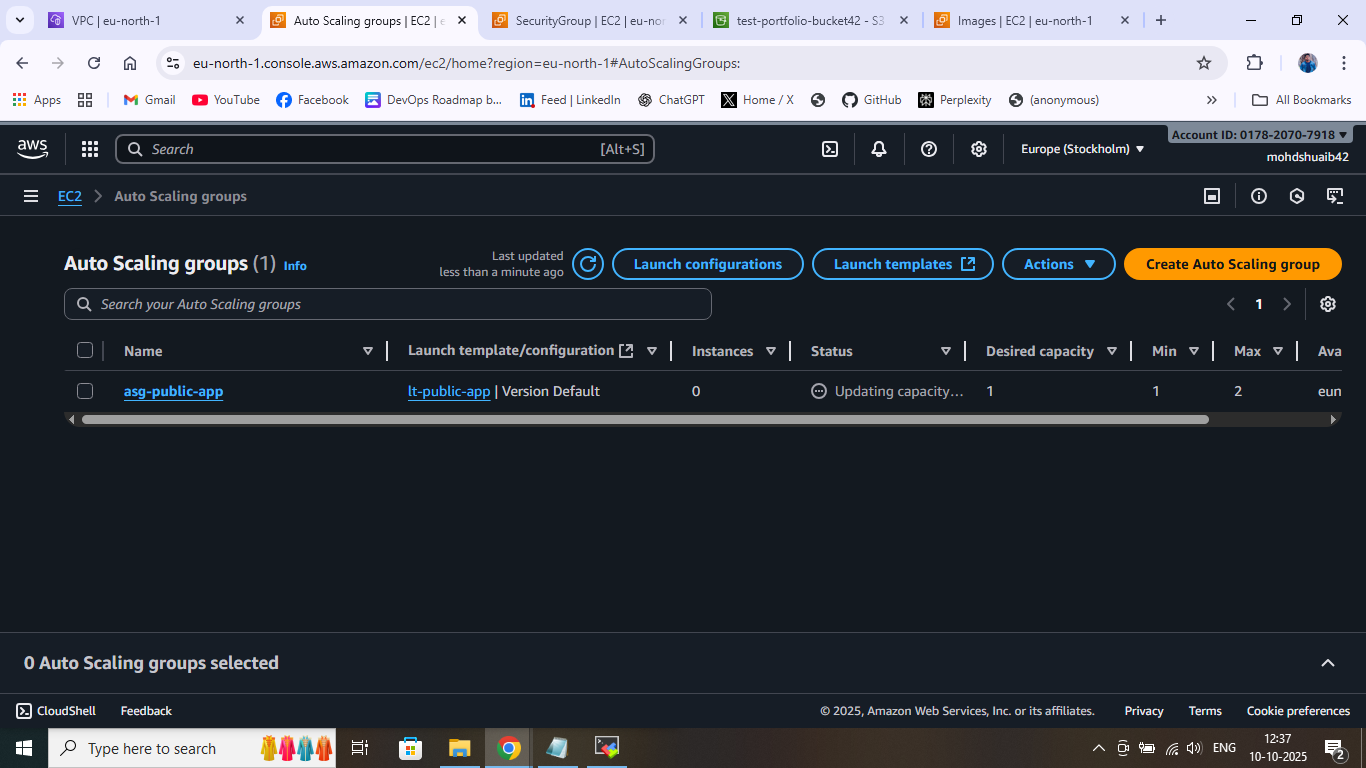 VPC | eu-north-1
Auto Scaling groups | EC2 | e
SecurityGroup | EC2 | eu-nor
test-portfolio-bucket42 - S3
Images | EC2 | eu-north-1
eu-north-1.console.aws.amazon.com/ec2/home?region=eu-north-1#AutoScalingGroups:
Apps
Gmail
YouTube
Facebook
DevOps Roadmap b...
Feed | LinkedIn
ChatGPT
Home / X
GitHub
Perplexity
(anonymous)
All Bookmarks
aws
Search
[Alt+S]
Europe (Stockholm)
Account ID: 0178-2070-7918
mohdshuaib42
EC2
Auto Scaling groups
Auto Scaling groups (1) Info
Last updated
less than a minute ago
Launch configurations
Launch templates
Actions
Create Auto Scaling group
Search your Auto Scaling groups
1
Name
Launch template/configuration
Instances
Status
Desired capacity
Min
Max
Ava
asg-public-app
lt-public-app | Version Default
0
Updating capacity...
1
1
2
eun
0 Auto Scaling groups selected
CloudShell
Feedback
© 2025, Amazon Web Services, Inc. or its affiliates.
Privacy
Terms
Cookie preferences
Type here to search
ENG
12:37
10-10-2025
2